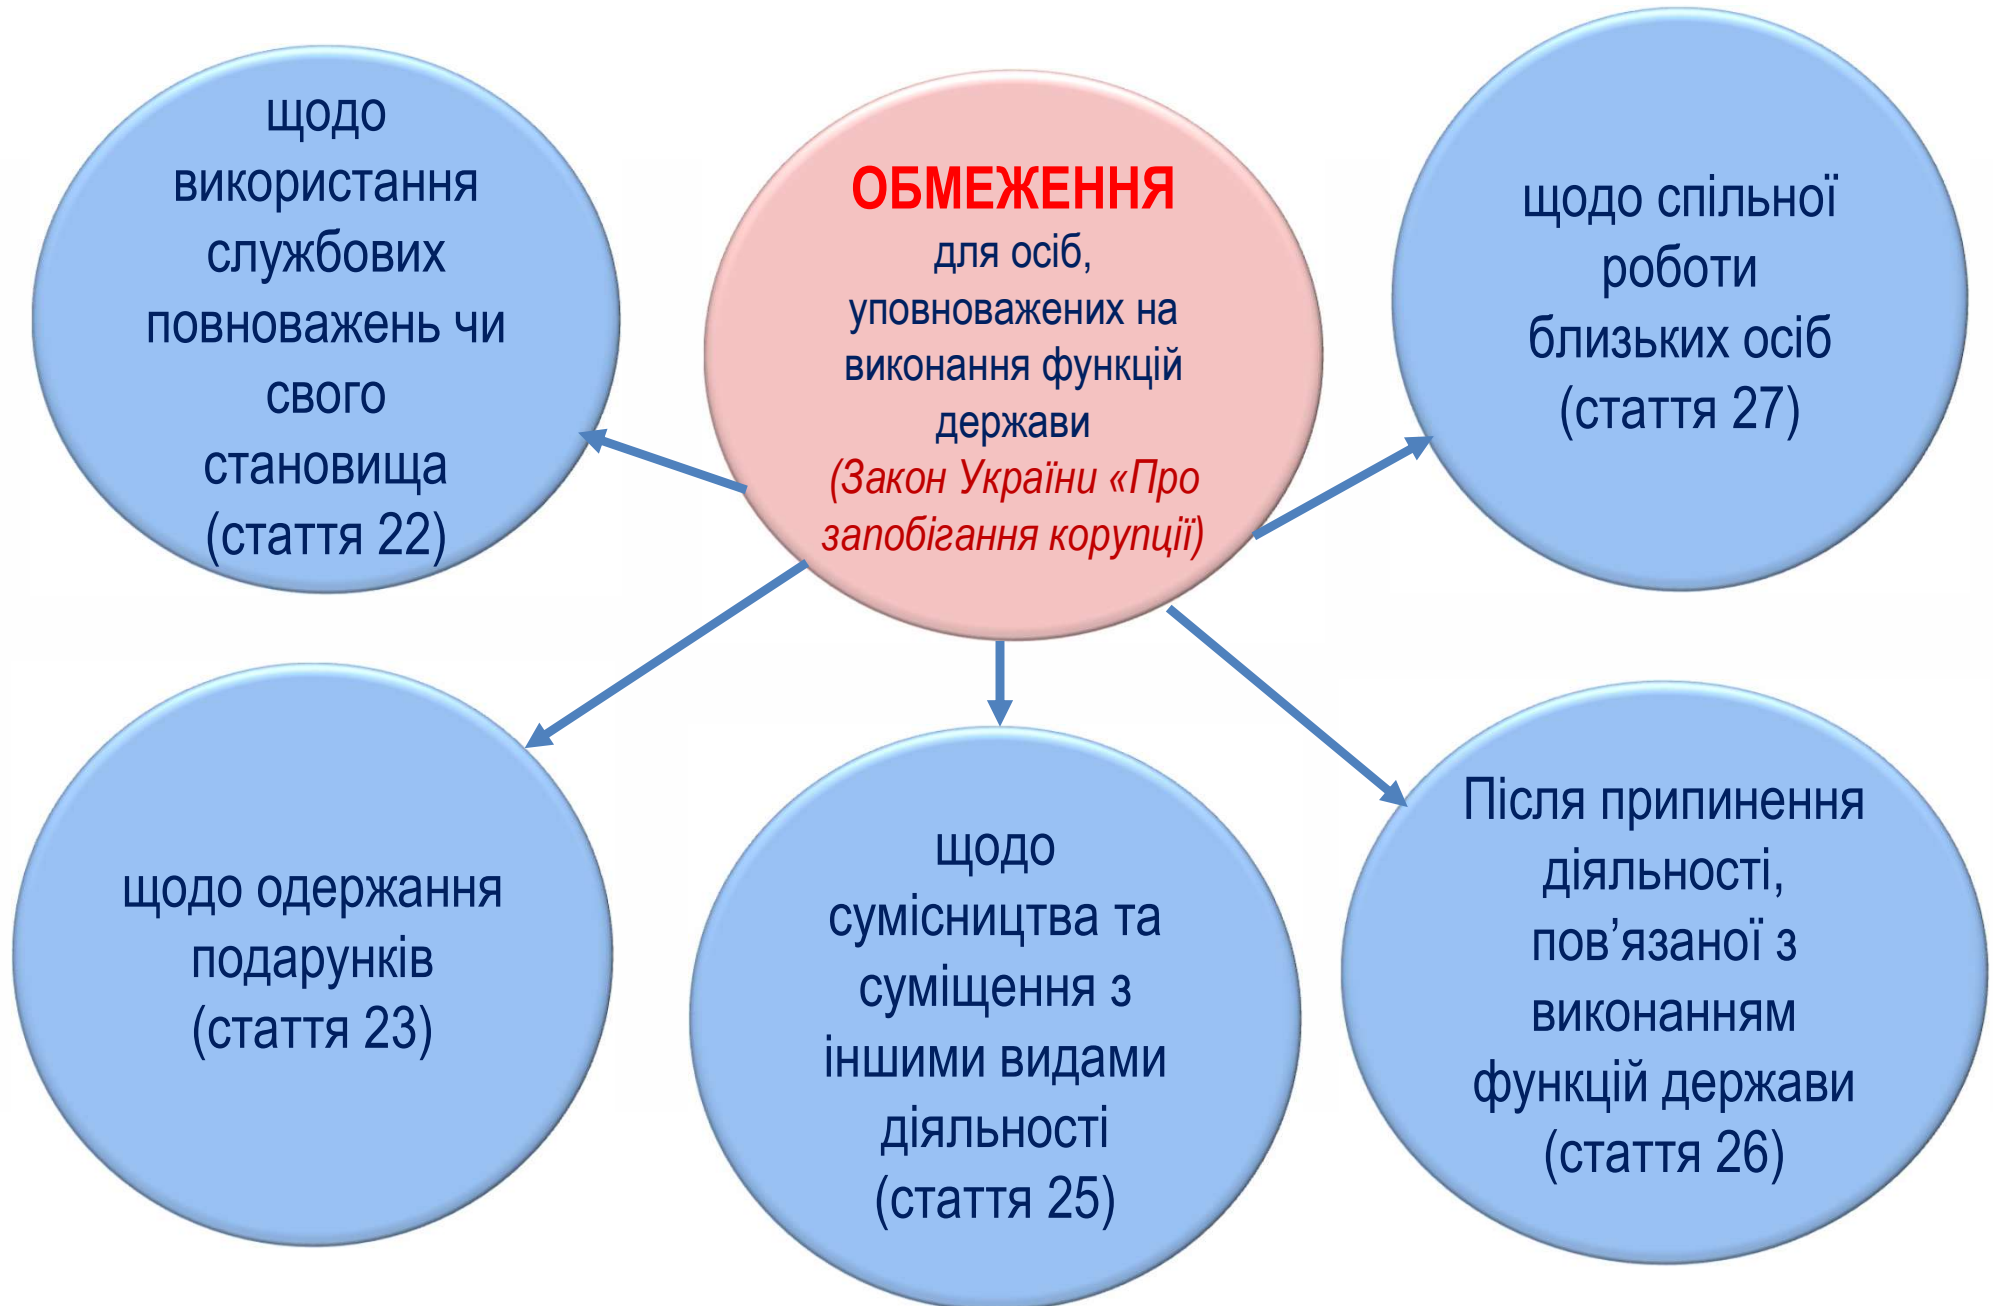 щодо
використання
службових
повноважень чи
свого
становища
(стаття 22)
ОБМЕЖЕННЯ
для осіб,
уповноважених на
виконання функцій
держави
(Закон України «Про
запобігання корупції)
щодо спільної
роботи
близьких осіб
(стаття 27)
щодо одержання
подарунків
(стаття 23)
щодо
сумісництва та
суміщення з
іншими видами
діяльності
(стаття 25)
Після припинення
діяльності,
пов’язаної з
виконанням
функцій держави
(стаття 26)